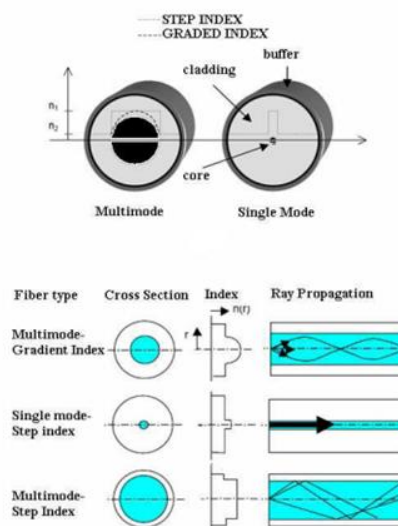 STEP INDEX
GRADED INDEX
buffer
cladding
n₁
n₂
core
Multimode
Single Mode
Fiber type
Cross Section
Index
Ray Propagation
n(r)
r
Multimode-
Gradient Index
Single mode-
Step index
Multimode-
Step Index